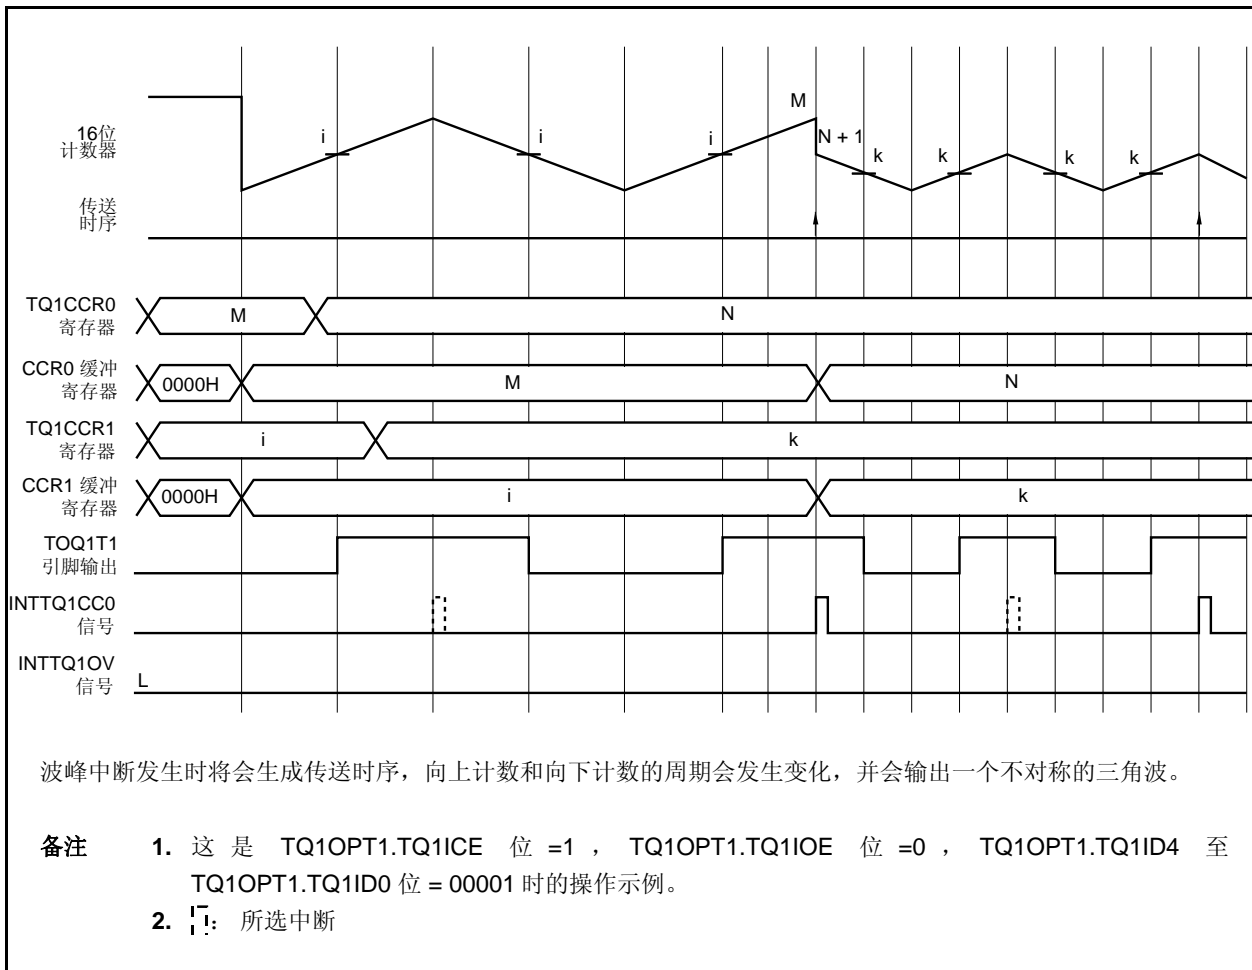 M
i
i
i
N + 1
k
k
k
k
16位
计数器
传送
时序
TQ1CCR0
寄存器
M
N
CCR0 缓冲
寄存器
0000H
M
N
TQ1CCR1
寄存器
i
k
CCR1 缓冲
寄存器
0000H
i
k
TOQ1T1
引脚输出
INTTQ1CC0
信号
INTTQ1OV
信号
L
波峰中断发生时将会生成传送时序，向上计数和向下计数的周期会发生变化，并会输出一个不对称的三角波。
备注 1. 这 是 TQ1OPT1.TQ1ICE 位 =1 ， TQ1OPT1.TQ1IOE 位 =0 ， TQ1OPT1.TQ1ID4 至
TQ1OPT1.TQ1ID0 位 = 00001 时的操作示例。
2. ： 所选中断